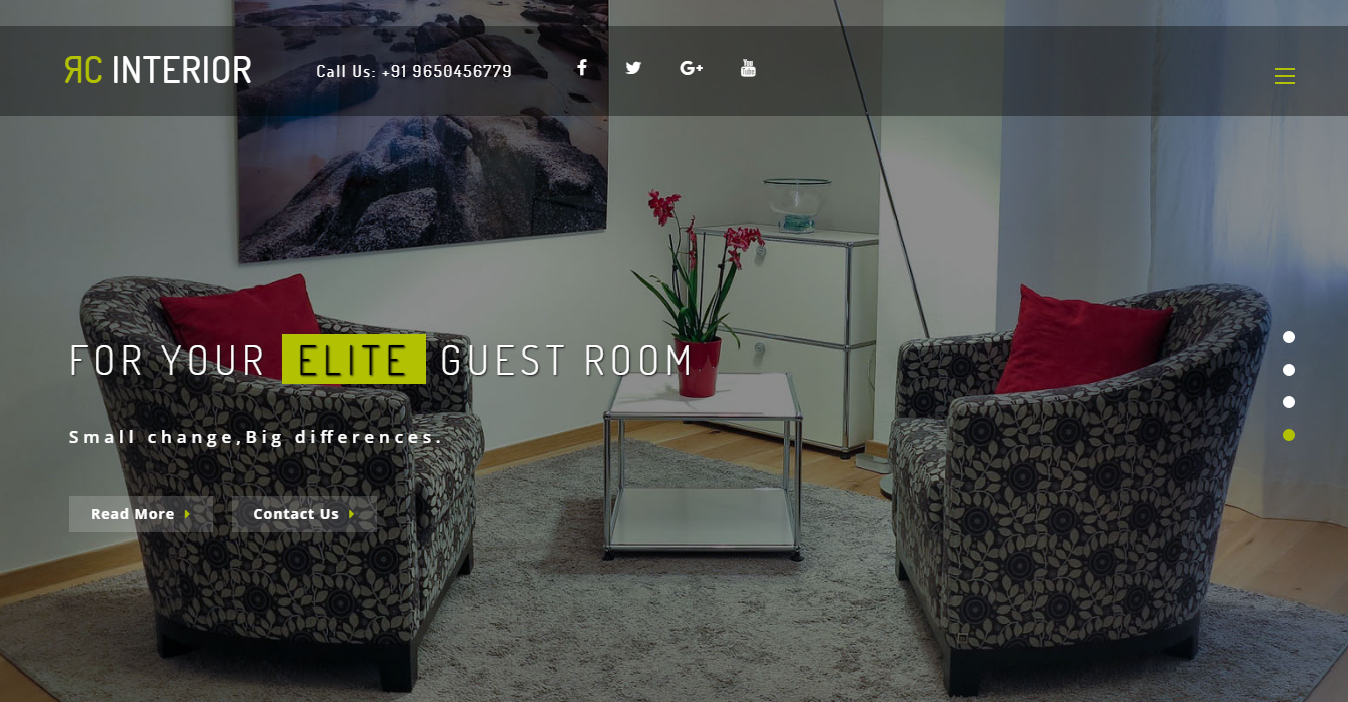 ЯC INTERIOR
Call Us: +91 9650456779
FOR YOUR ELITE GUEST ROOM
Small change,Big differences.
Read More
Contact Us